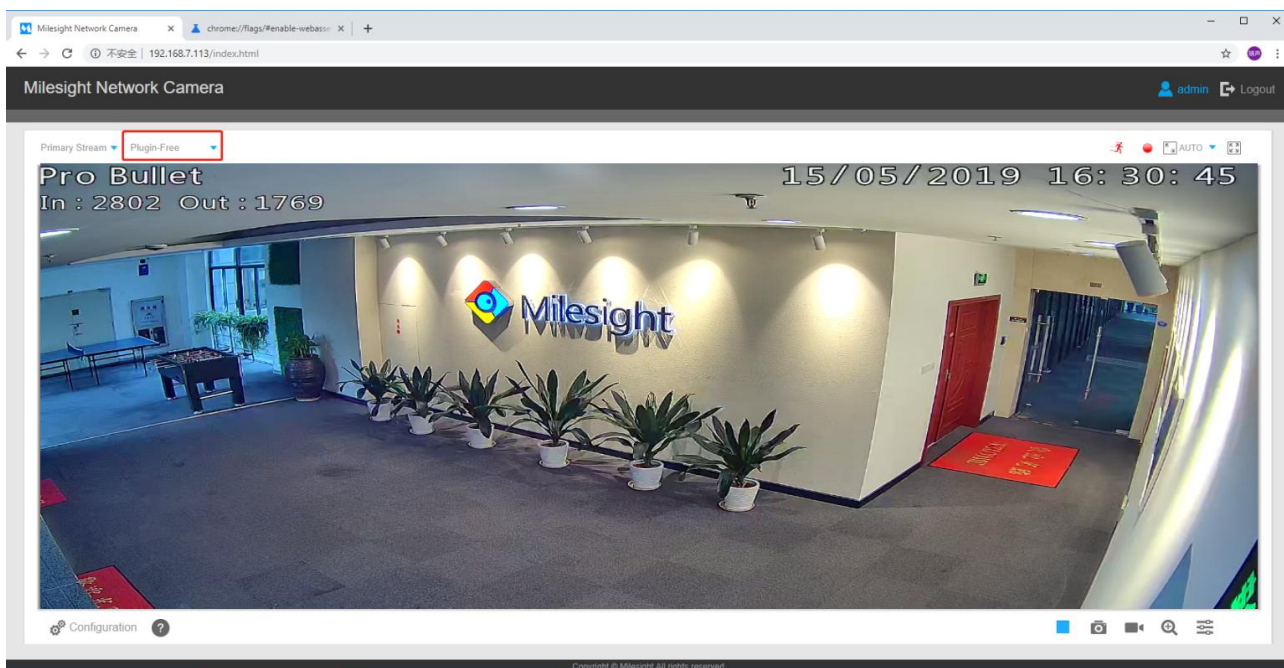 Milesight Network Camera
chrome://flags/#enable-webasse
不安全 | 192.168.7.113/index.html
Milesight Network Camera
admin
Logout
Primary Stream
Plugin-Free
AUTO
Pro Bullet
15/05/2019 16:30:45
In:2802 Out:1769
Milesight
Configuration
?
Copyright © Milesight All rights reserved